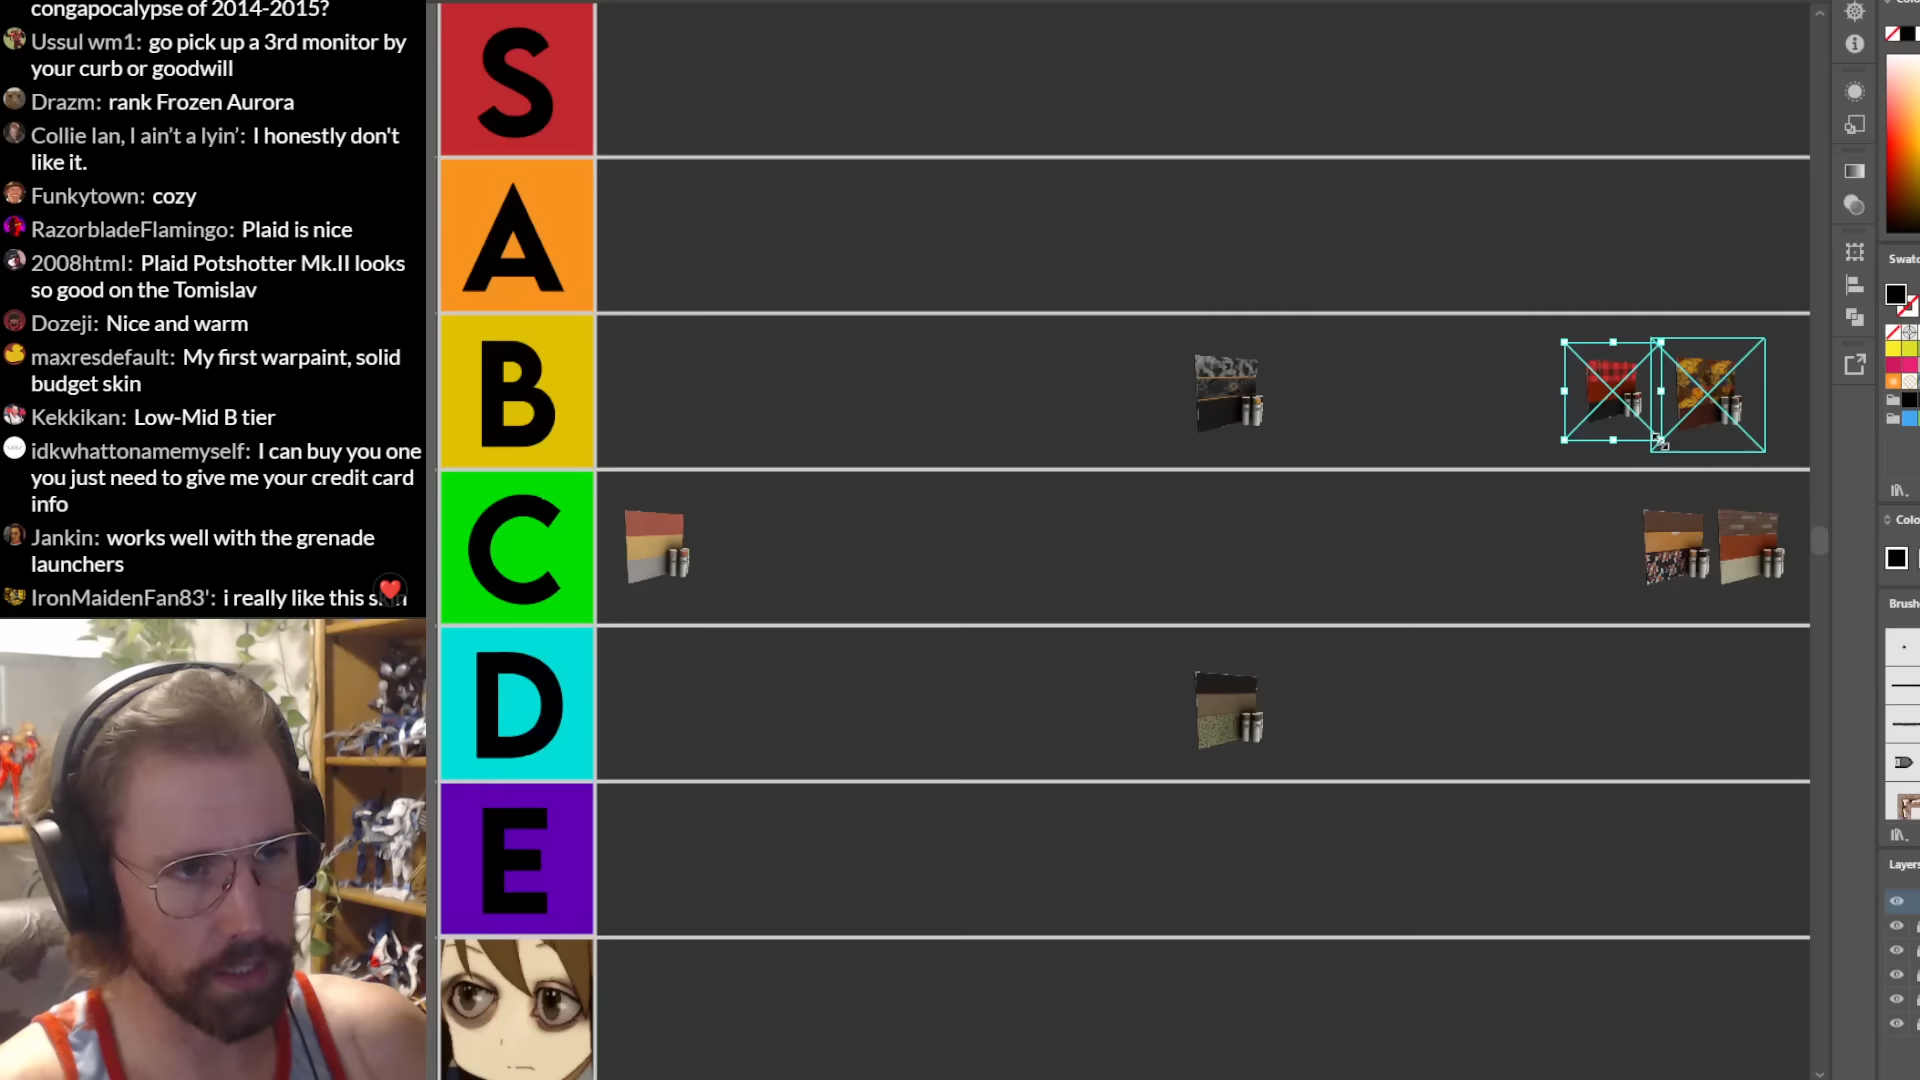 congapocalypse of 2014-2015?
Ussul wm1: go pick up a 3rd monitor by
your curb or goodwill
Drazm: rank Frozen Aurora
Collie Ian, I ain't a lyin': I honestly don't
like it.
Funkytown: cozy
RazorbladeFlamingo: Plaid is nice
2008html: Plaid Potshotter Mk.II looks
so good on the Tomislav
Dozeji: Nice and warm
maxresdefault: My first warpaint, solid
budget skin
Kekkikan: Low-Mid B tier
idkwhattonamemyself: I can buy you one
you just need to give me your credit card
info
Jankin: works well with the grenade
launchers
IronMaidenFan83': i really like this
S
A
B
C
D
E
Swatc
Colo
Brush
Layers